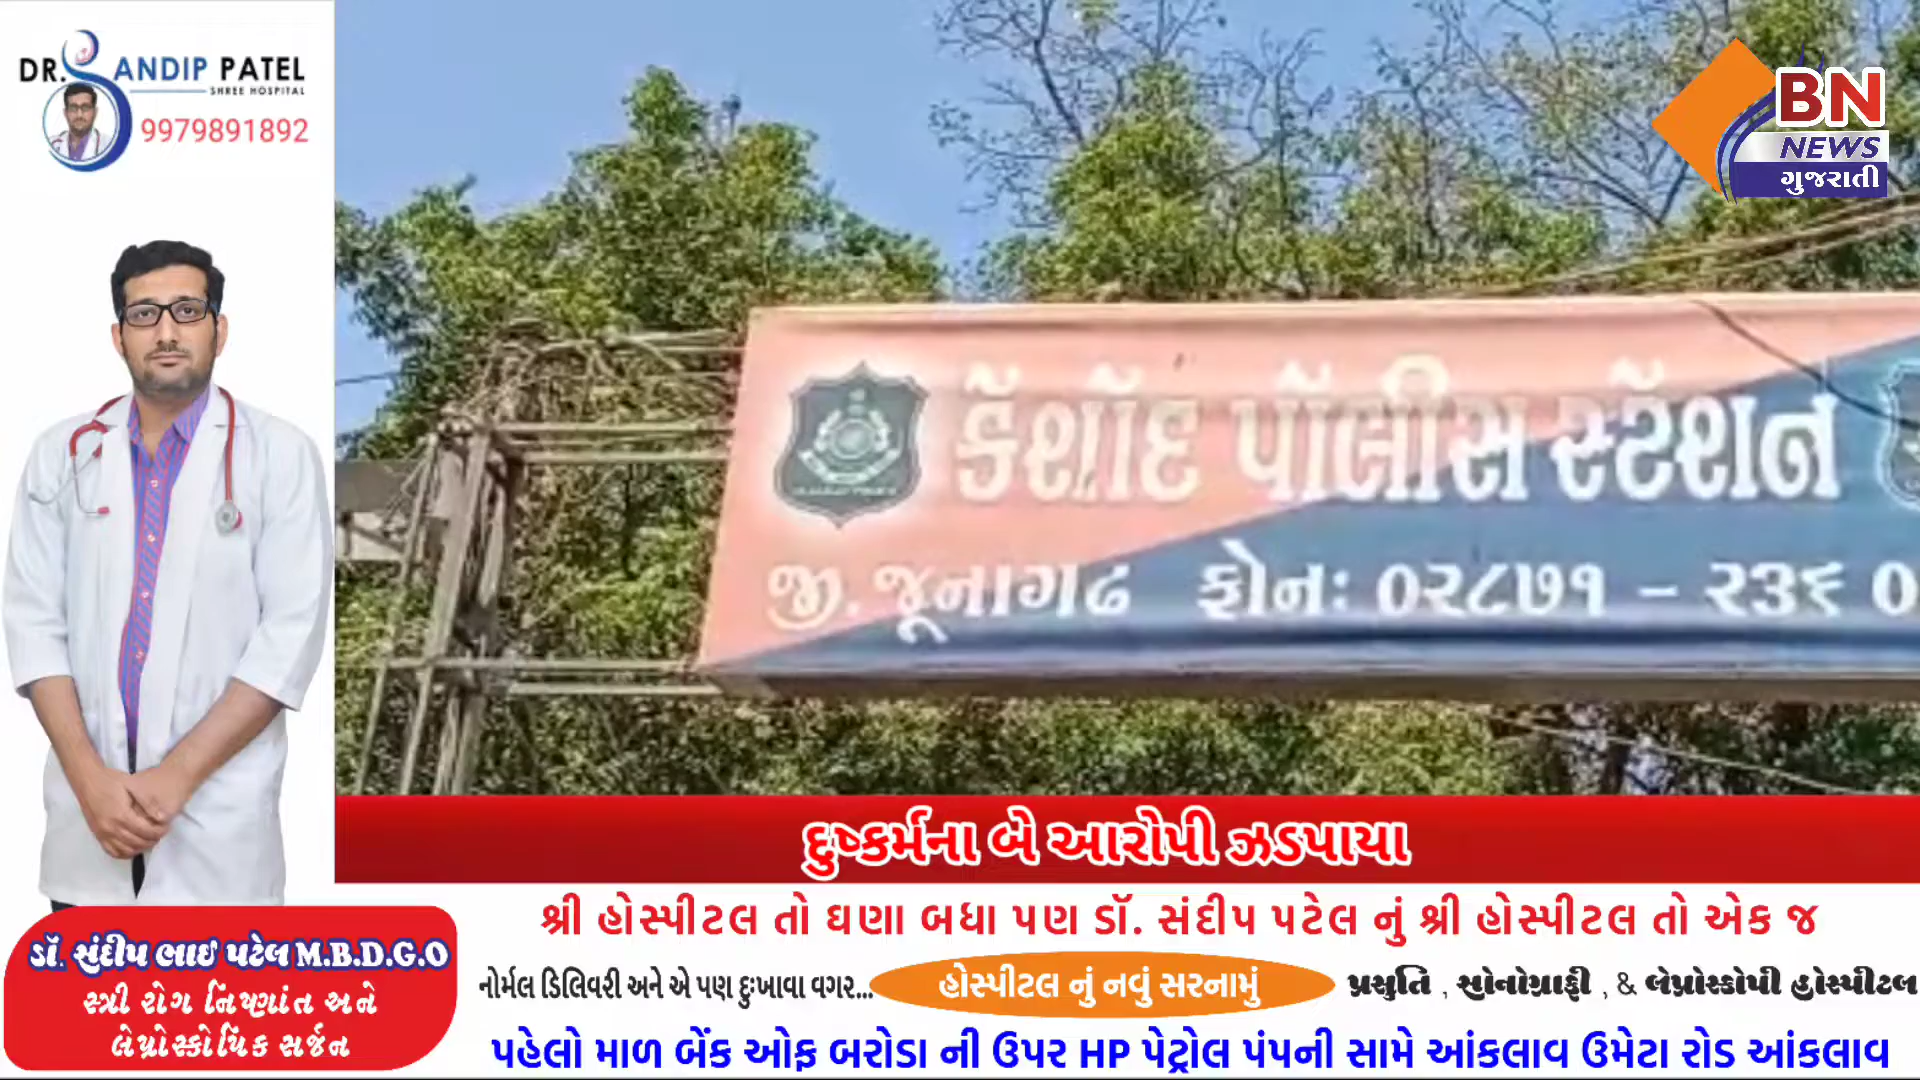 DR. SANDIP PATEL
SHREE HOSPITAL
9979891892
BN
NEWS
ગુજરાતી
કેશોદ પોલીસ સ્ટેશન
જી. જૂનાગઢ ફોન: ૦૨૮૭૧ - ૨૩૬ ૦
દુષ્કર્મના બે આરોપી ઝડપાયા
શ્રી હોસ્પીટલ તો ઘણા બધા પણ ડૉ. સંદીપ પટેલ નું શ્રી હોસ્પીટલ તો એક જ
ડૉ. સંદીપ ભાઈ પટેલ M.B.D.G.O
સ્ત્રી રોગ નિષ્ણાંત અને
લેપ્રોસ્કોપિક સર્જન
નોર્મલ ડિલિવરી અને એ પણ દુઃખાવા વગર... હોસ્પીટલ નું નવું સરનામું પ્રસુતિ , સોનોગ્રાફી , & લેપ્રોસ્કોપી હોસ્પીટલ
પહેલો માળ બેંક ઓફ બરોડા ની ઉપર HP પેટ્રોલ પંપની સામે આંકલાવ ઉમેટા રોડ આંકલાવ